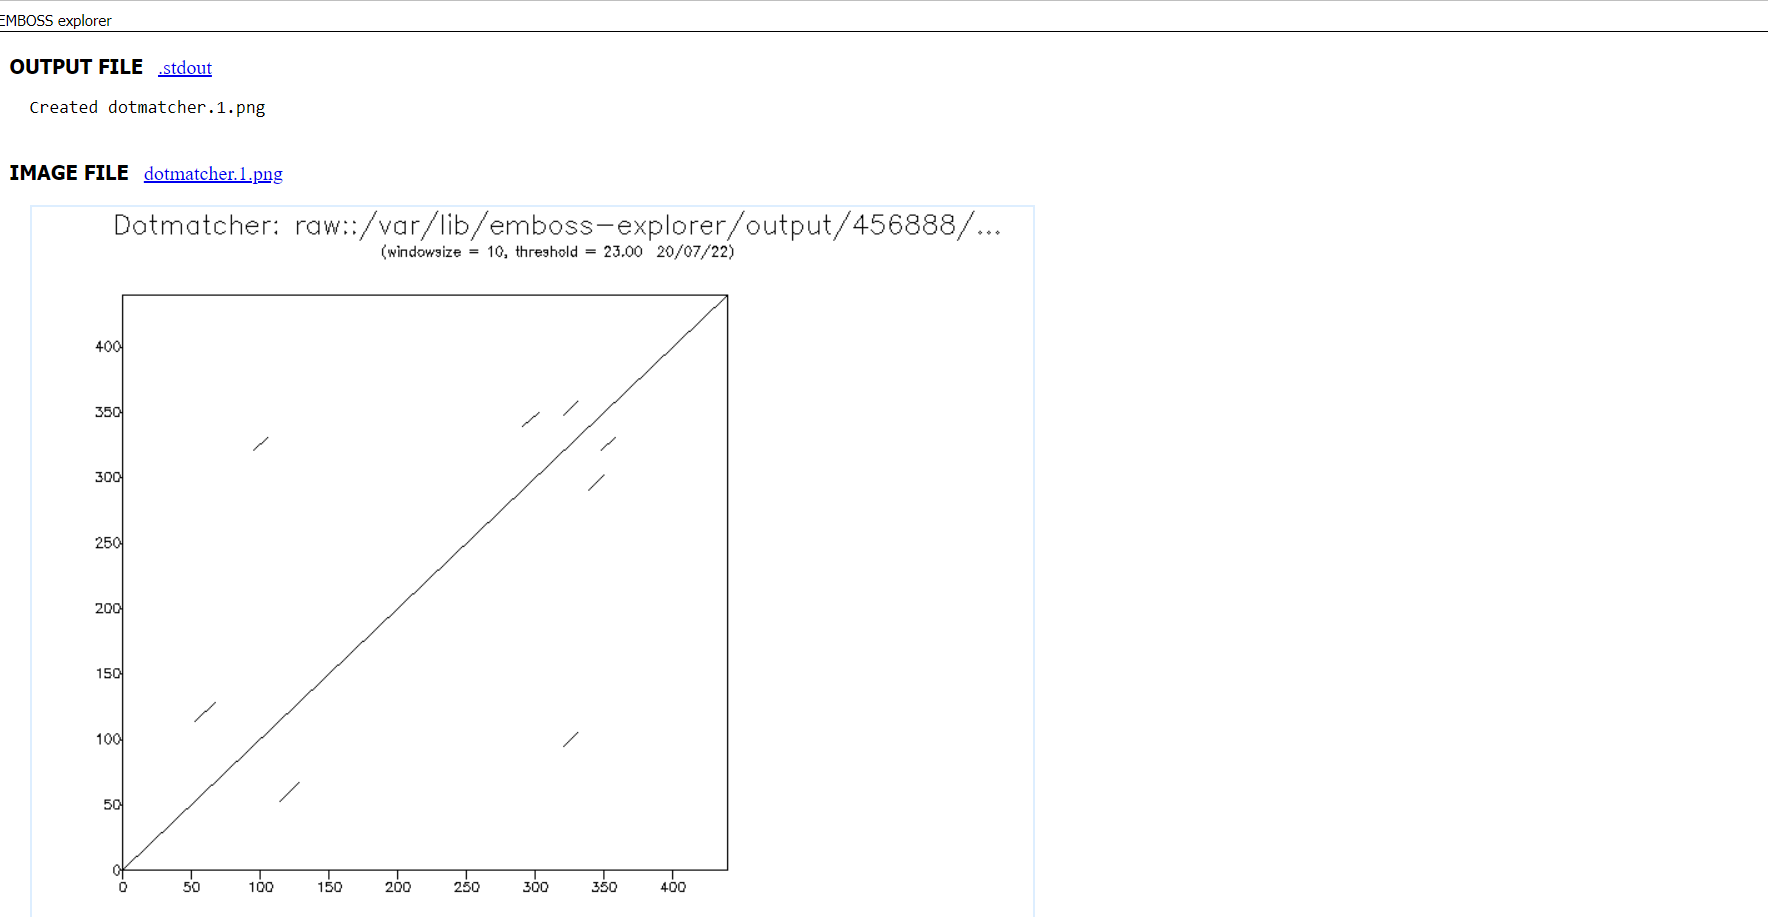 EMBOSS explorer
OUTPUT FILE .stdout
Created dotmatcher.1.png
IMAGE FILE dotmatcher.1.png
Dotmatcher: raw::/var/lib/emboss-explorer/output/456888/...
(windowsize = 10, threshold = 23.00 20/07/22)
400
350
300
250
200
150
100
50
0
0 50 100 150 200 250 300 350 400